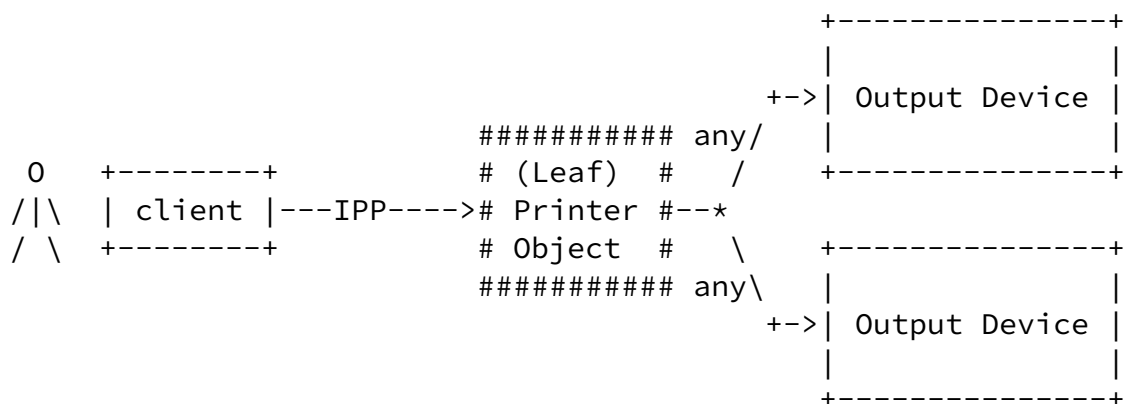 +---------------+
                                              |               |
                                           +->| Output Device |
                           ########### any/   |               |
 O    +--------+           # (Leaf)  #   /    +---------------+
/|\   | client |---IPP----># Printer #--*
/ \   +--------+           # Object  #   \    +---------------+
                           ########### any\   |               |
                                           +->| Output Device |
                                              |               |
                                              +---------------+